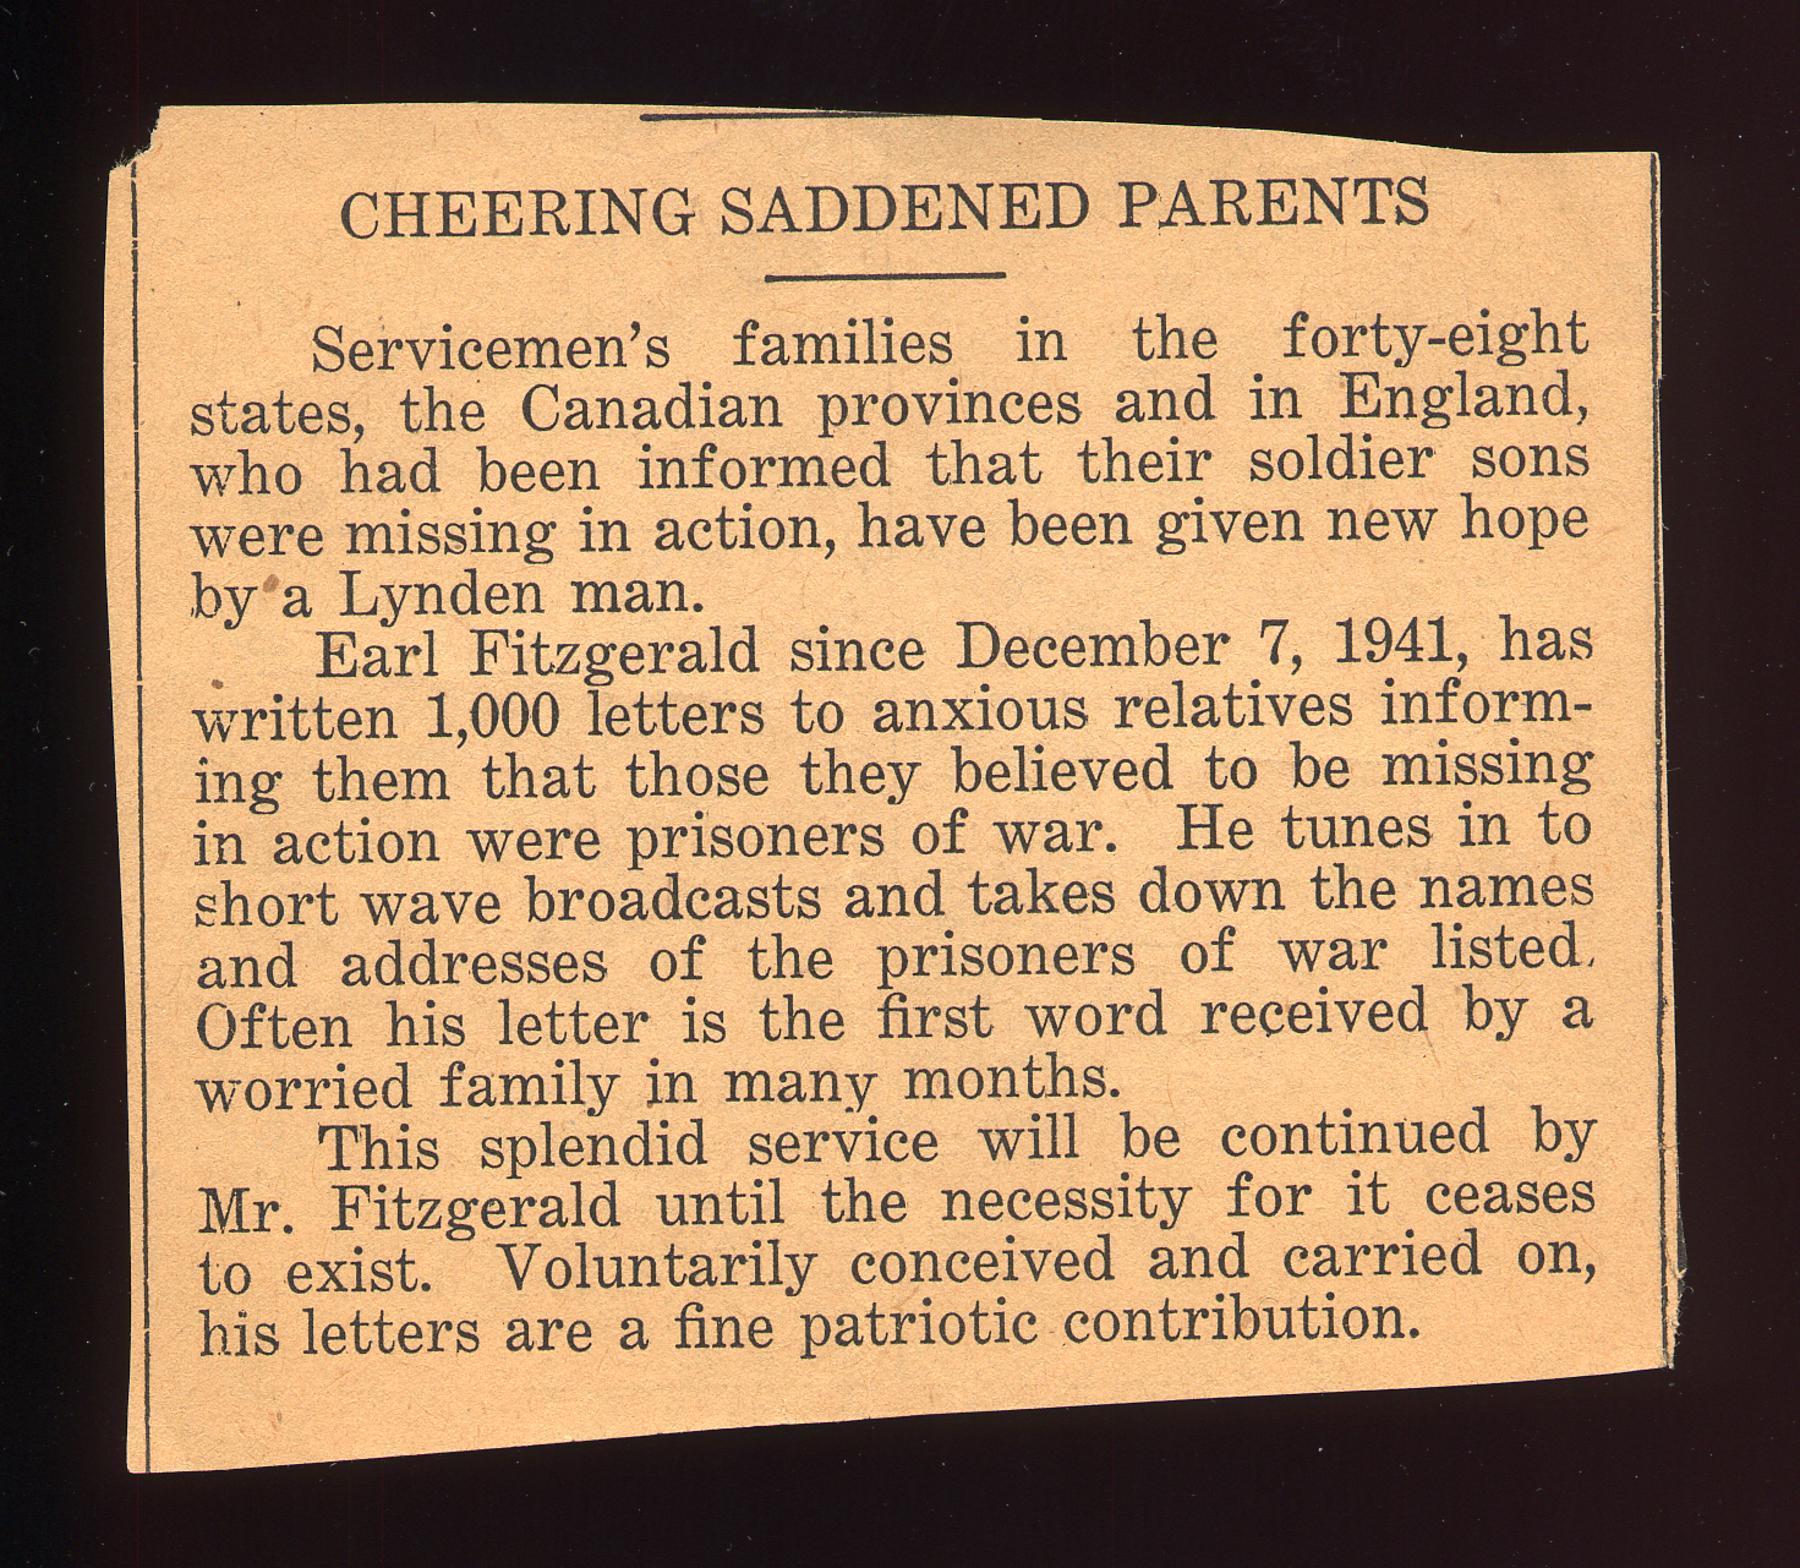 CHEERING SADDENED PARENTS
Servicemen's families in the forty-eight
states, the Canadian provinces and in England,
who had been informed that their soldier sons
were missing in action, have been given new hope
by a Lynden man.
Earl Fitzgerald since December 7, 1941, has
written 1,000 letters to anxious relatives inform-
ing them that those they believed to be missing
in action were prisoners of war. He tunes in to
short wave broadcasts and takes down the names
and addresses of the prisoners of war listed.
Often his letter is the first word received by a
worried family in many months.
This splendid service will be continued by
Mr. Fitzgerald until the necessity for it ceases
to exist. Voluntarily conceived and carried on,
his letters are a fine patriotic contribution.